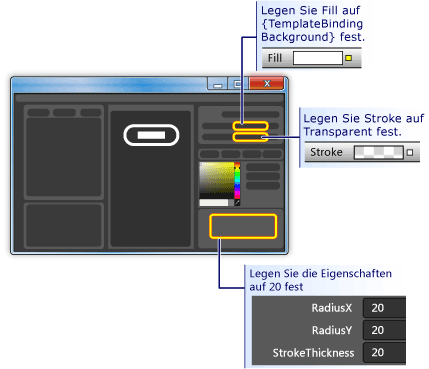 Legen Sie Fill auf
{TemplateBinding
Background} fest.
Fill
Legen Sie Stroke auf
Transparent fest.
Stroke
Legen Sie die Eigenschaften
auf 20 fest
RadiusX 20
RadiusY 20
StrokeThickness 20